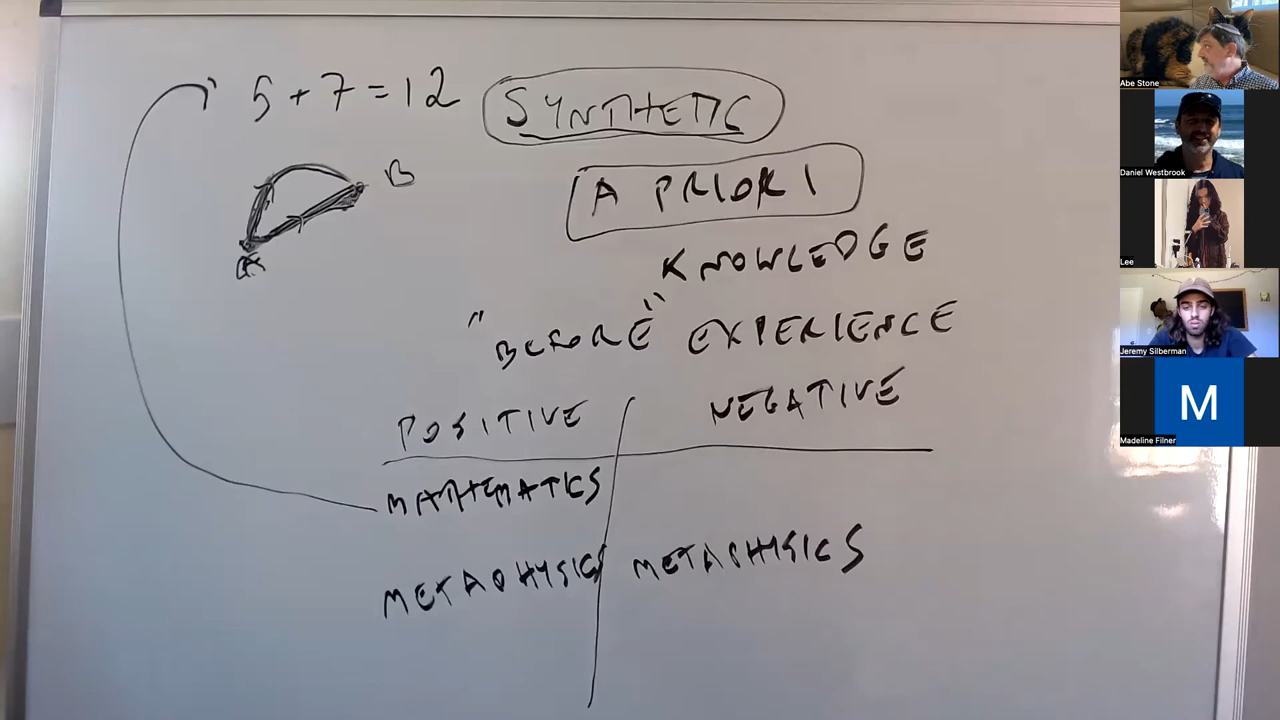 5 + 7 = 12 SYNTHETIC
A PRIORI
B
A
KNOWLEDGE
"BEFORE" EXPERIENCE
POSITIVE NEGATIVE
MATHEMATICS
METAPHYSICS METAPHYSICS
Abe Stone
Daniel Westbrook
Lee
Jeremy Silberman
M
Madeline Filner